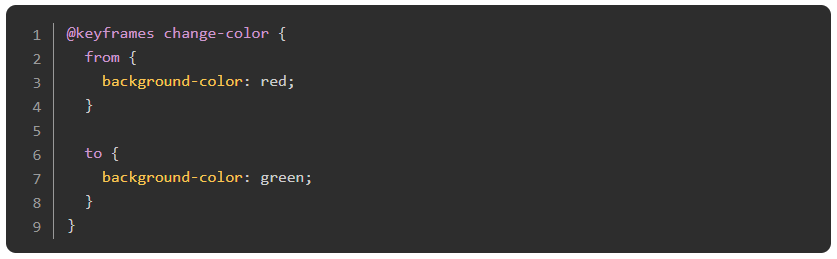 1 @keyframes change-color {
2   from {
3     background-color: red;
4   }
5
6   to {
7     background-color: green;
8   }
9 }